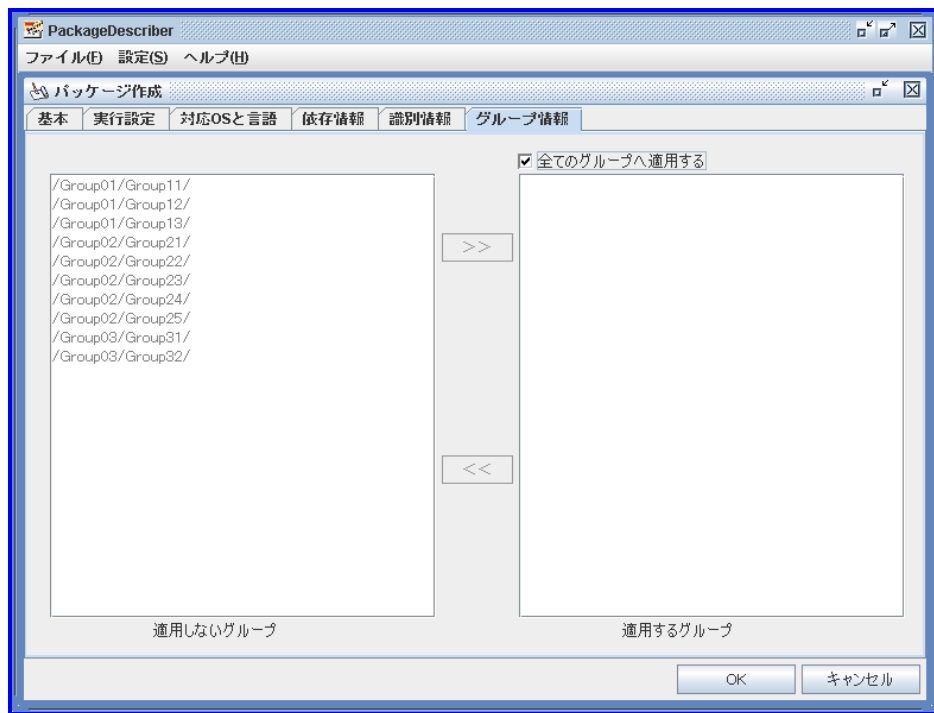 PackageDescriber
ファイル(F) 設定(S) ヘルプ(H)
パッケージ作成
基本 実行設定 対応OSと言語 依存情報 識別情報 グループ情報
全てのグループへ適用する
/Group01/Group11/
/Group01/Group12/
/Group01/Group13/
/Group02/Group21/
/Group02/Group22/
/Group02/Group23/
/Group02/Group24/
/Group02/Group25/
/Group03/Group31/
/Group03/Group32/
>>
<<
適用しないグループ 適用するグループ
OK キャンセル